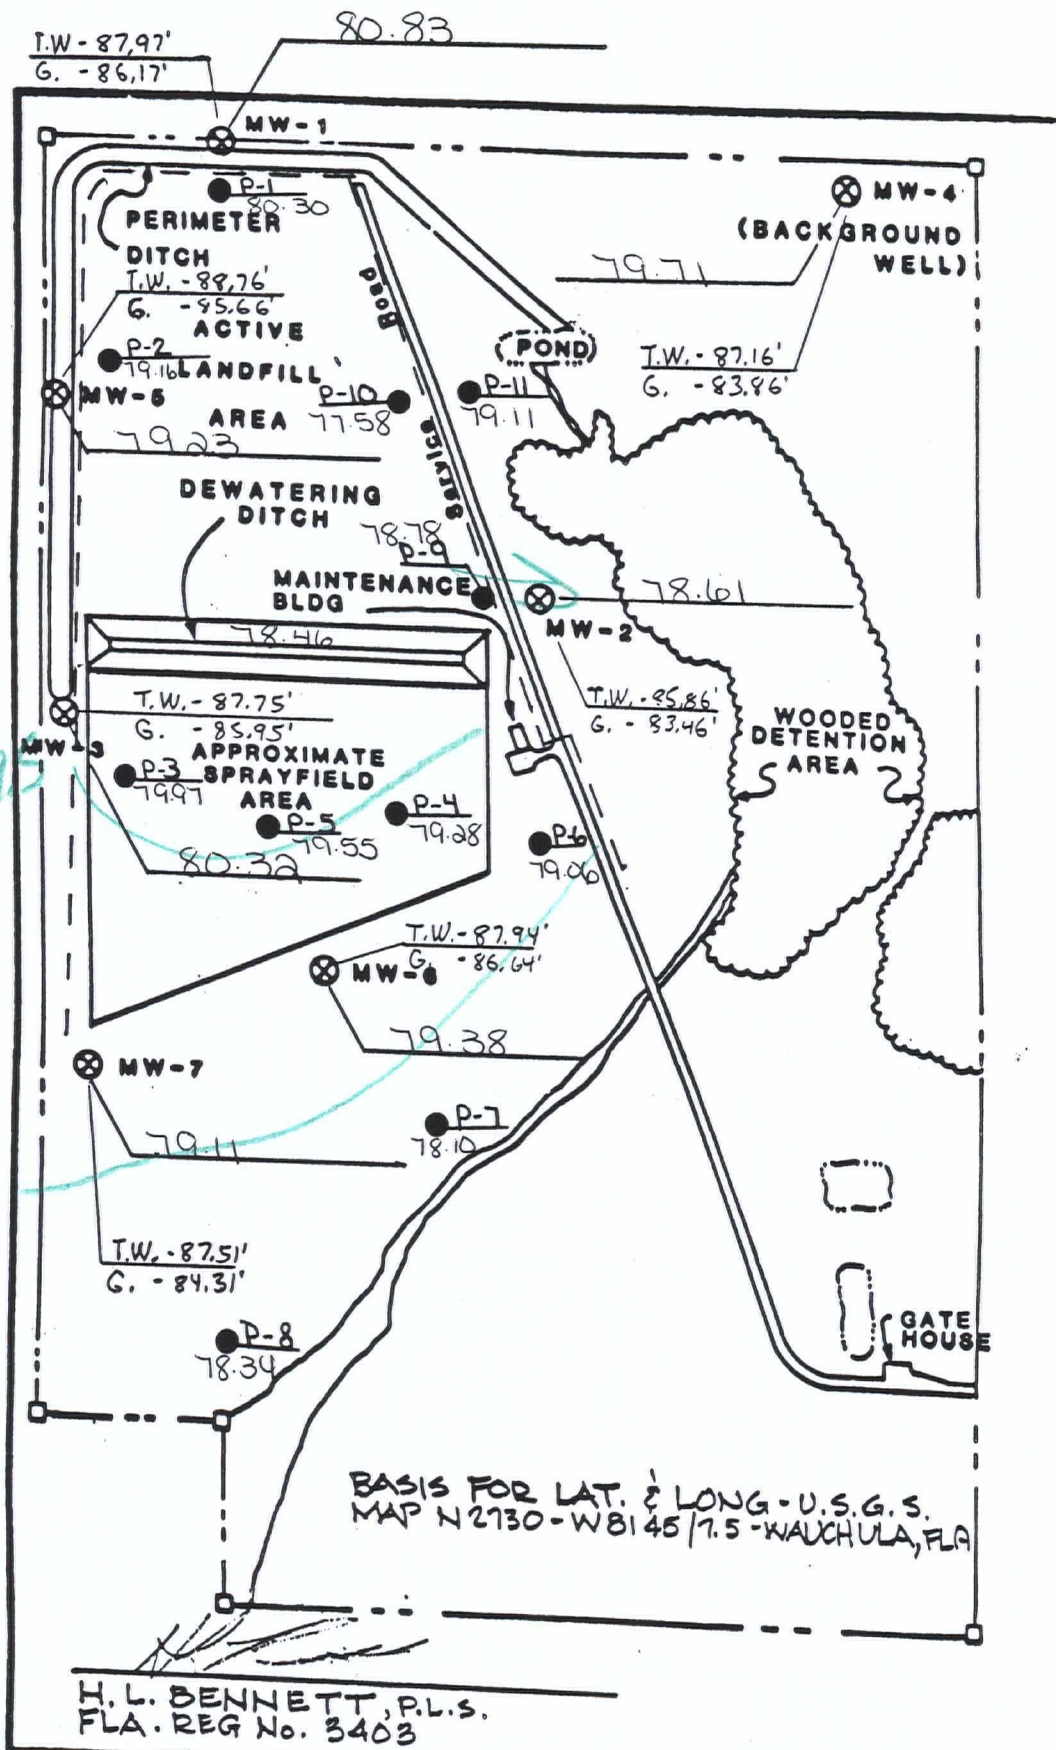 80.83
T.W - 87.97'
G. - 86.17'
MW-1
P-1
80.30
MW-4
PERIMETER
DITCH
(BACKGROUND
WELL)
79.71
T.W. - 88.76'
G. - 85.66'
Road
ACTIVE
LANDFILL
AREA
P-2
79.16
MW-5
79.23
(POND)
T.W. - 87.16'
G. - 83.86'
P-10
77.58
P-11
79.11
Service
DEWATERING
DITCH
78.78
P-9
MAINTENANCE
BLDG
78.61
MW-2
78.46
T.W. - 85.86'
G. - 83.46'
T.W. - 87.75'
G. - 85.95'
MW-3
WOODED
DETENTION
AREA
APPROXIMATE
SPRAYFIELD
AREA
P-3
79.97
P-4
79.28
P-5
79.55
P-6
79.06
80.32
T.W. - 87.94'
G. - 86.64'
MW-6
79.38
MW-7
P-7
78.10
79.11
T.W. - 87.51'
G. - 84.31'
P-8
78.34
GATE
HOUSE
BASIS FOR LAT. & LONG - U.S.G.S.
MAP N2730-W8145/7.5-WAUCHULA, FLA
H.L. BENNETT, P.L.S.
FLA. REG No. 3403